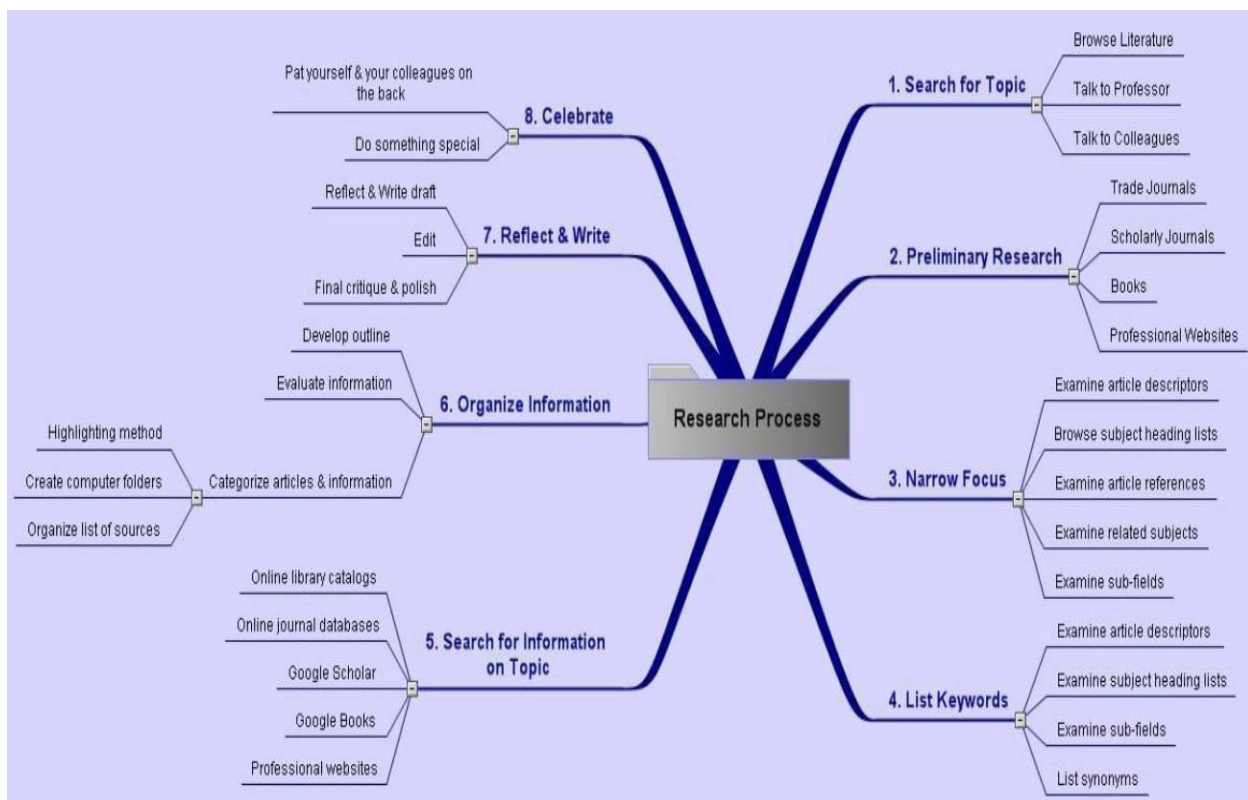 Research Process
1. Search for Topic
Browse Literature
Talk to Professor
Talk to Colleagues
2. Preliminary Research
Trade Journals
Scholarly Journals
Books
Professional Websites
3. Narrow Focus
Examine article descriptors
Browse subject heading lists
Examine article references
Examine related subjects
Examine sub-fields
4. List Keywords
Examine article descriptors
Examine subject heading lists
Examine sub-fields
List synonyms
5. Search for Information
on Topic
Online library catalogs
Online journal databases
Google Scholar
Google Books
Professional websites
6. Organize Information
Develop outline
Evaluate information
Categorize articles & information
Highlighting method
Create computer folders
Organize list of sources
7. Reflect & Write
Reflect & Write draft
Edit
Final critique & polish
8. Celebrate
Pat yourself & your colleagues on
the back
Do something special